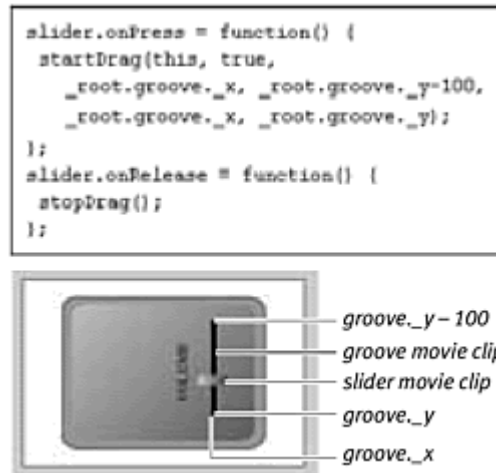 slider.onPress = function() {
startDrag(this, true,
_root.groove._x, _root.groove._y-100,
_root.groove._x, _root.groove._y);
};
slider.onRelease = function() {
stopDrag();
};
VOLUME
groove._y – 100
groove movie clip
slider movie clip
groove._y
groove._x